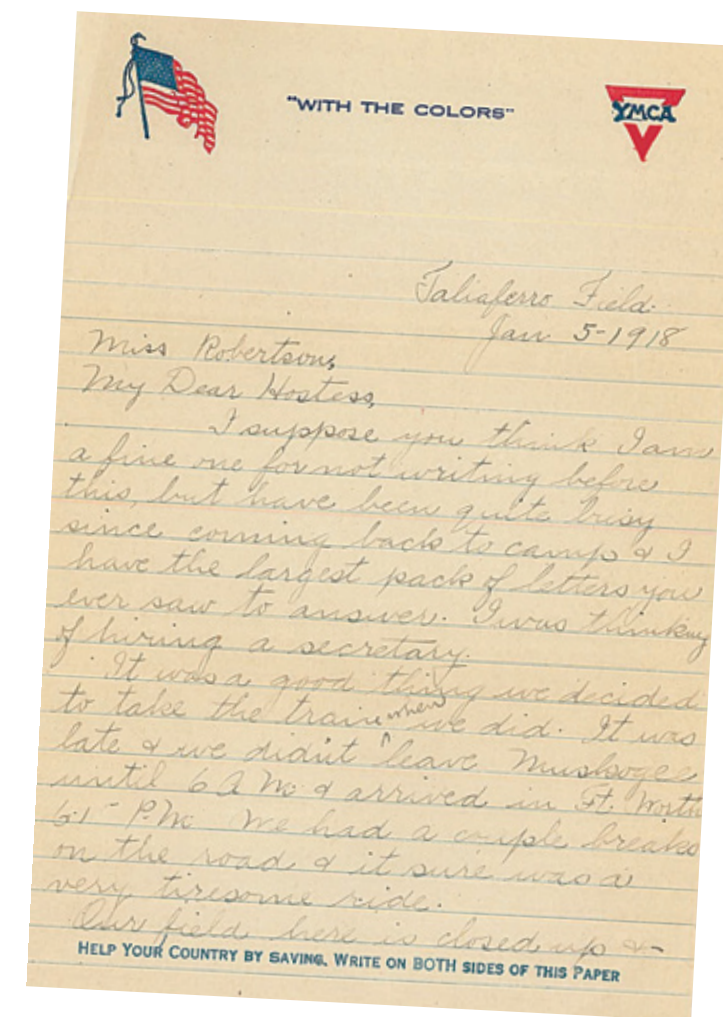 "WITH THE COLORS"
YMCA
Taliaferro Field.
Jan 5-1918
Miss Robertson,
My Dear Hostess,
I suppose you think I am
a fine one for not writing before
this, but have been quite busy
since coming back to camp & I
have the largest pack of letters you
ever saw to answer. I was thinking
of hiring a secretary.
It was a good thing we decided
to take the train when we did. It was
late & we didn't leave Muskogee
until 6 A M & arrived in Ft. Worth
P.M. We had a couple breaks
on the road & it sure was a
very tiresome ride.
Our field here is closed up &-
HELP YOUR COUNTRY BY SAVING. WRITE ON BOTH SIDES OF THIS PAPER